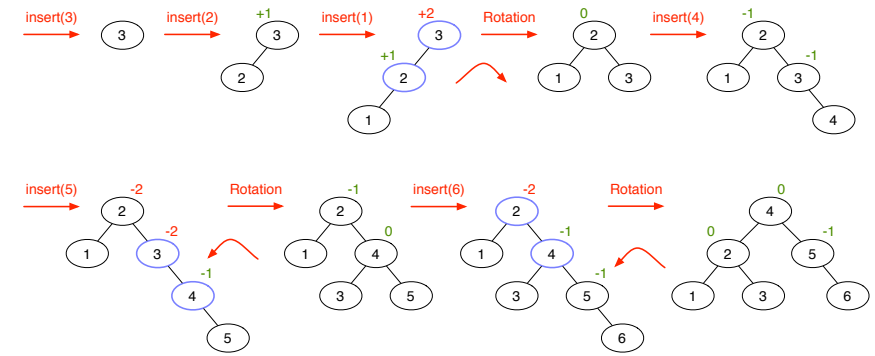 insert(3) insert(2) +1 insert(1) +2 Rotation 0 insert(4) -1
3 3 3 2 2
+1 -1
2 2 1 3 1 3
1 4
insert(5) -2 Rotation -1 insert(6) -2 Rotation 0
2 2 2 4
-2 0 -1 0 -1
1 3 1 4 1 4 2 5
-1 -1
4 3 5 3 5 1 3 6
5 6